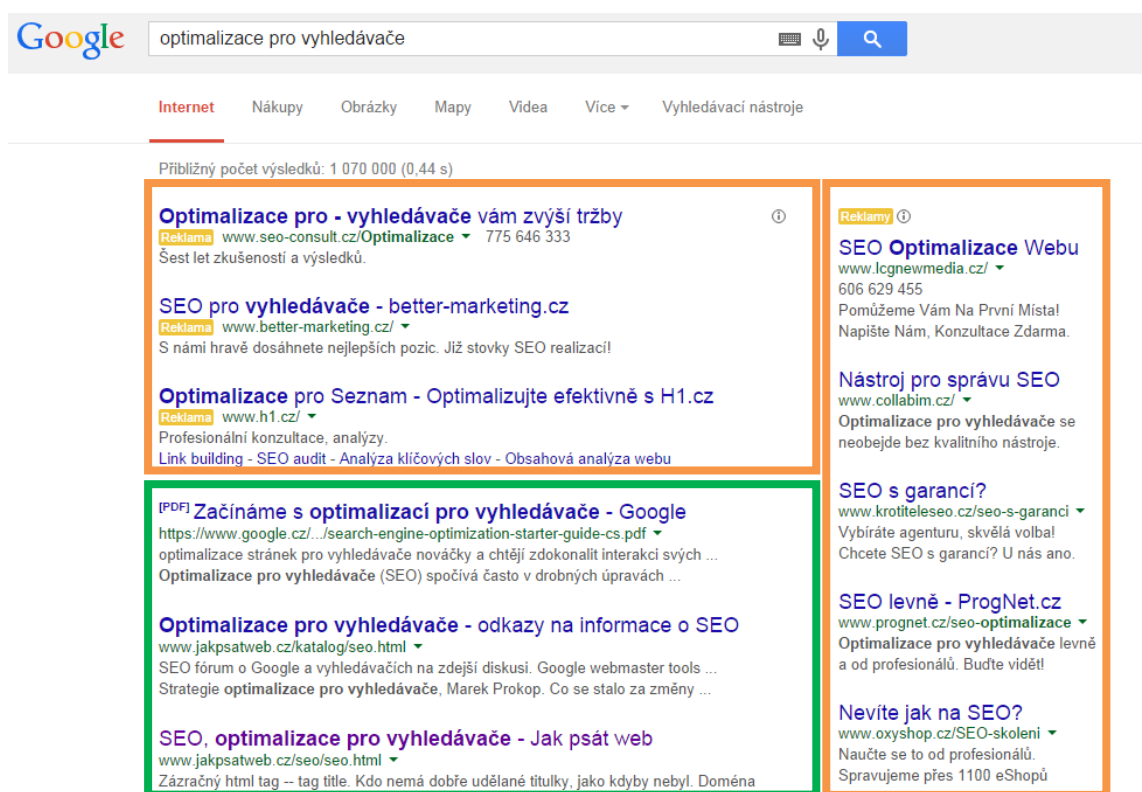 Google
optimalizace pro vyhledávače
Internet Nákupy Obrázky Mapy Videa Více Vyhledávací nástroje
Přibližný počet výsledků: 1 070 000 (0,44 s)
Optimalizace pro - vyhledávače vám zvýší tržby
Reklama www.seo-consult.cz/Optimalizace 775 646 333
Šest let zkušeností a výsledků.
SEO pro vyhledávače - better-marketing.cz
Reklama www.better-marketing.cz/
S námi hravě dosáhnete nejlepších pozic. Již stovky SEO realizací!
Optimalizace pro Seznam - Optimalizujte efektivně s H1.cz
Reklama www.h1.cz/
Profesionální konzultace, analýzy.
Link building - SEO audit - Analýza klíčových slov - Obsahová analýza webu
[PDF] Začínáme s optimalizací pro vyhledávače - Google
https://www.google.cz/.../search-engine-optimization-starter-guide-cs.pdf
optimalizace stránek pro vyhledávače nováčky a chtějí zdokonalit interakci svých ...
Optimalizace pro vyhledávače (SEO) spočívá často v drobných úpravách ...
Optimalizace pro vyhledávače - odkazy na informace o SEO
www.jakpsatweb.cz/katalog/seo.html
SEO fórum o Google a vyhledávačích na zdejší diskusi. Google webmaster tools ...
Strategie optimalizace pro vyhledávače, Marek Prokop. Co se stalo za změny ...
SEO, optimalizace pro vyhledávače - Jak psát web
www.jakpsatweb.cz/seo/seo.html
Zázračný html tag -- tag title. Kdo nemá dobře udělané titulky, jako kdyby nebyl. Doména
Reklamy
SEO Optimalizace Webu
www.lcgnewmedia.cz/
606 629 455
Pomůžeme Vám Na První Místa!
Napište Nám, Konzultace Zdarma.
Nástroj pro správu SEO
www.collabim.cz/
Optimalizace pro vyhledávače se
neobejde bez kvalitního nástroje.
SEO s garancí?
www.krotiteleseo.cz/seo-s-garanci
Vybíráte agenturu, skvělá volba!
Chcete SEO s garancí? U nás ano.
SEO levně - ProgNet.cz
www.prognet.cz/seo-optimalizace
Optimalizace pro vyhledávače levně
a od profesionálů. Buďte vidět!
Nevíte jak na SEO?
www.oxyshop.cz/SEO-skoleni
Naučte se to od profesionálů.
Spravujeme přes 1100 eShopů